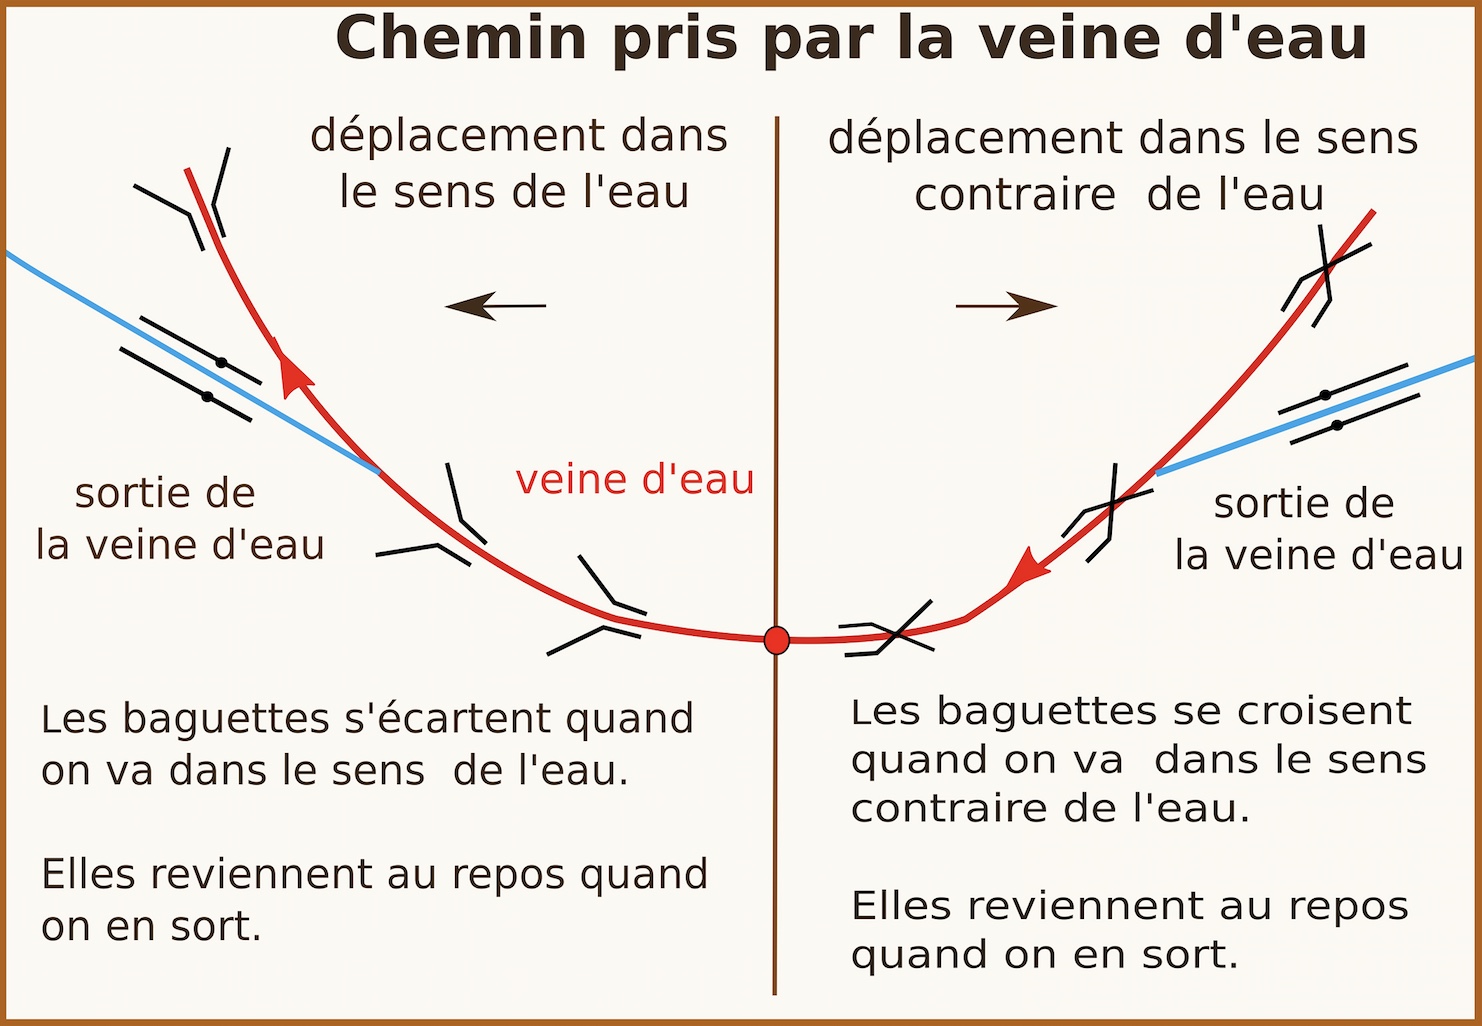 Chemin pris par la veine d'eau
déplacement dans
le sens de l'eau
déplacement dans le sens
contraire de l'eau
veine d'eau
sortie de
la veine d'eau
sortie de
la veine d'eau
Les baguettes s'écartent quand
on va dans le sens de l'eau.
Elles reviennent au repos quand
on en sort.
Les baguettes se croisent
quand on va dans le sens
contraire de l'eau.
Elles reviennent au repos
quand on en sort.